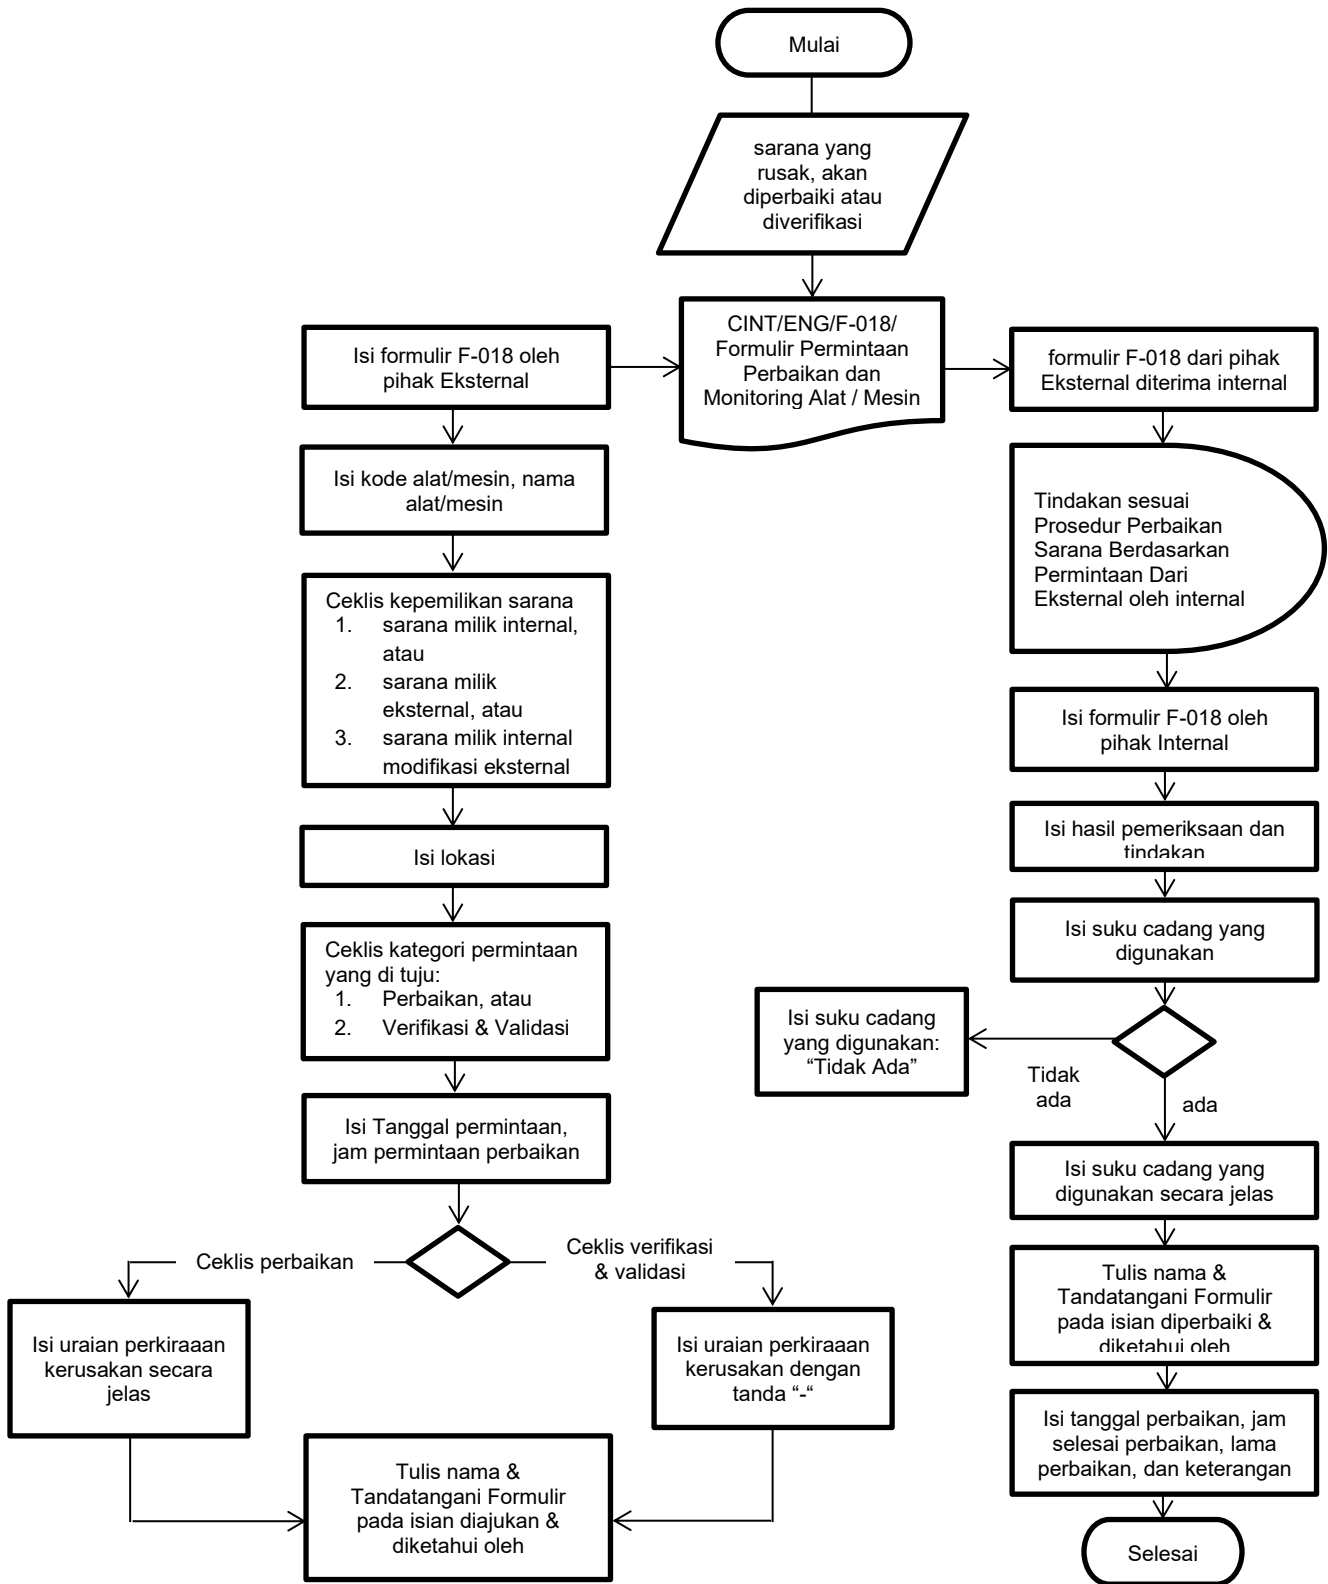 Mulai
sarana yang
rusak, akan
diperbaiki atau
diverifikasi
CINT/ENG/F-018/
Formulir Permintaan
Perbaikan dan
Monitoring Alat / Mesin
Isi formulir F-018 oleh
pihak Eksternal
Isi kode alat/mesin, nama
alat/mesin
Ceklis kepemilikan sarana
1. sarana milik internal,
atau
2. sarana milik
eksternal, atau
3. sarana milik internal
modifikasi eksternal
Isi lokasi
Ceklis kategori permintaan
yang di tuju:
1. Perbaikan, atau
2. Verifikasi & Validasi
Isi Tanggal permintaan,
jam permintaan perbaikan
Ceklis perbaikan
Ceklis verifikasi
& validasi
Isi uraian perkiraaan
kerusakan secara
jelas
Isi uraian perkiraaan
kerusakan dengan
tanda “-“
Tulis nama &
Tandatangani Formulir
pada isian diajukan &
diketahui oleh
formulir F-018 dari pihak
Eksternal diterima internal
Tindakan sesuai
Prosedur Perbaikan
Sarana Berdasarkan
Permintaan Dari
Eksternal oleh internal
Isi formulir F-018 oleh
pihak Internal
Isi hasil pemeriksaan dan
tindakan
Isi suku cadang yang
digunakan
Isi suku cadang
yang digunakan:
“Tidak Ada”
Tidak
ada
ada
Isi suku cadang yang
digunakan secara jelas
Tulis nama &
Tandatangani Formulir
pada isian diperbaiki &
diketahui oleh
Isi tanggal perbaikan, jam
selesai perbaikan, lama
perbaikan, dan keterangan
Selesai